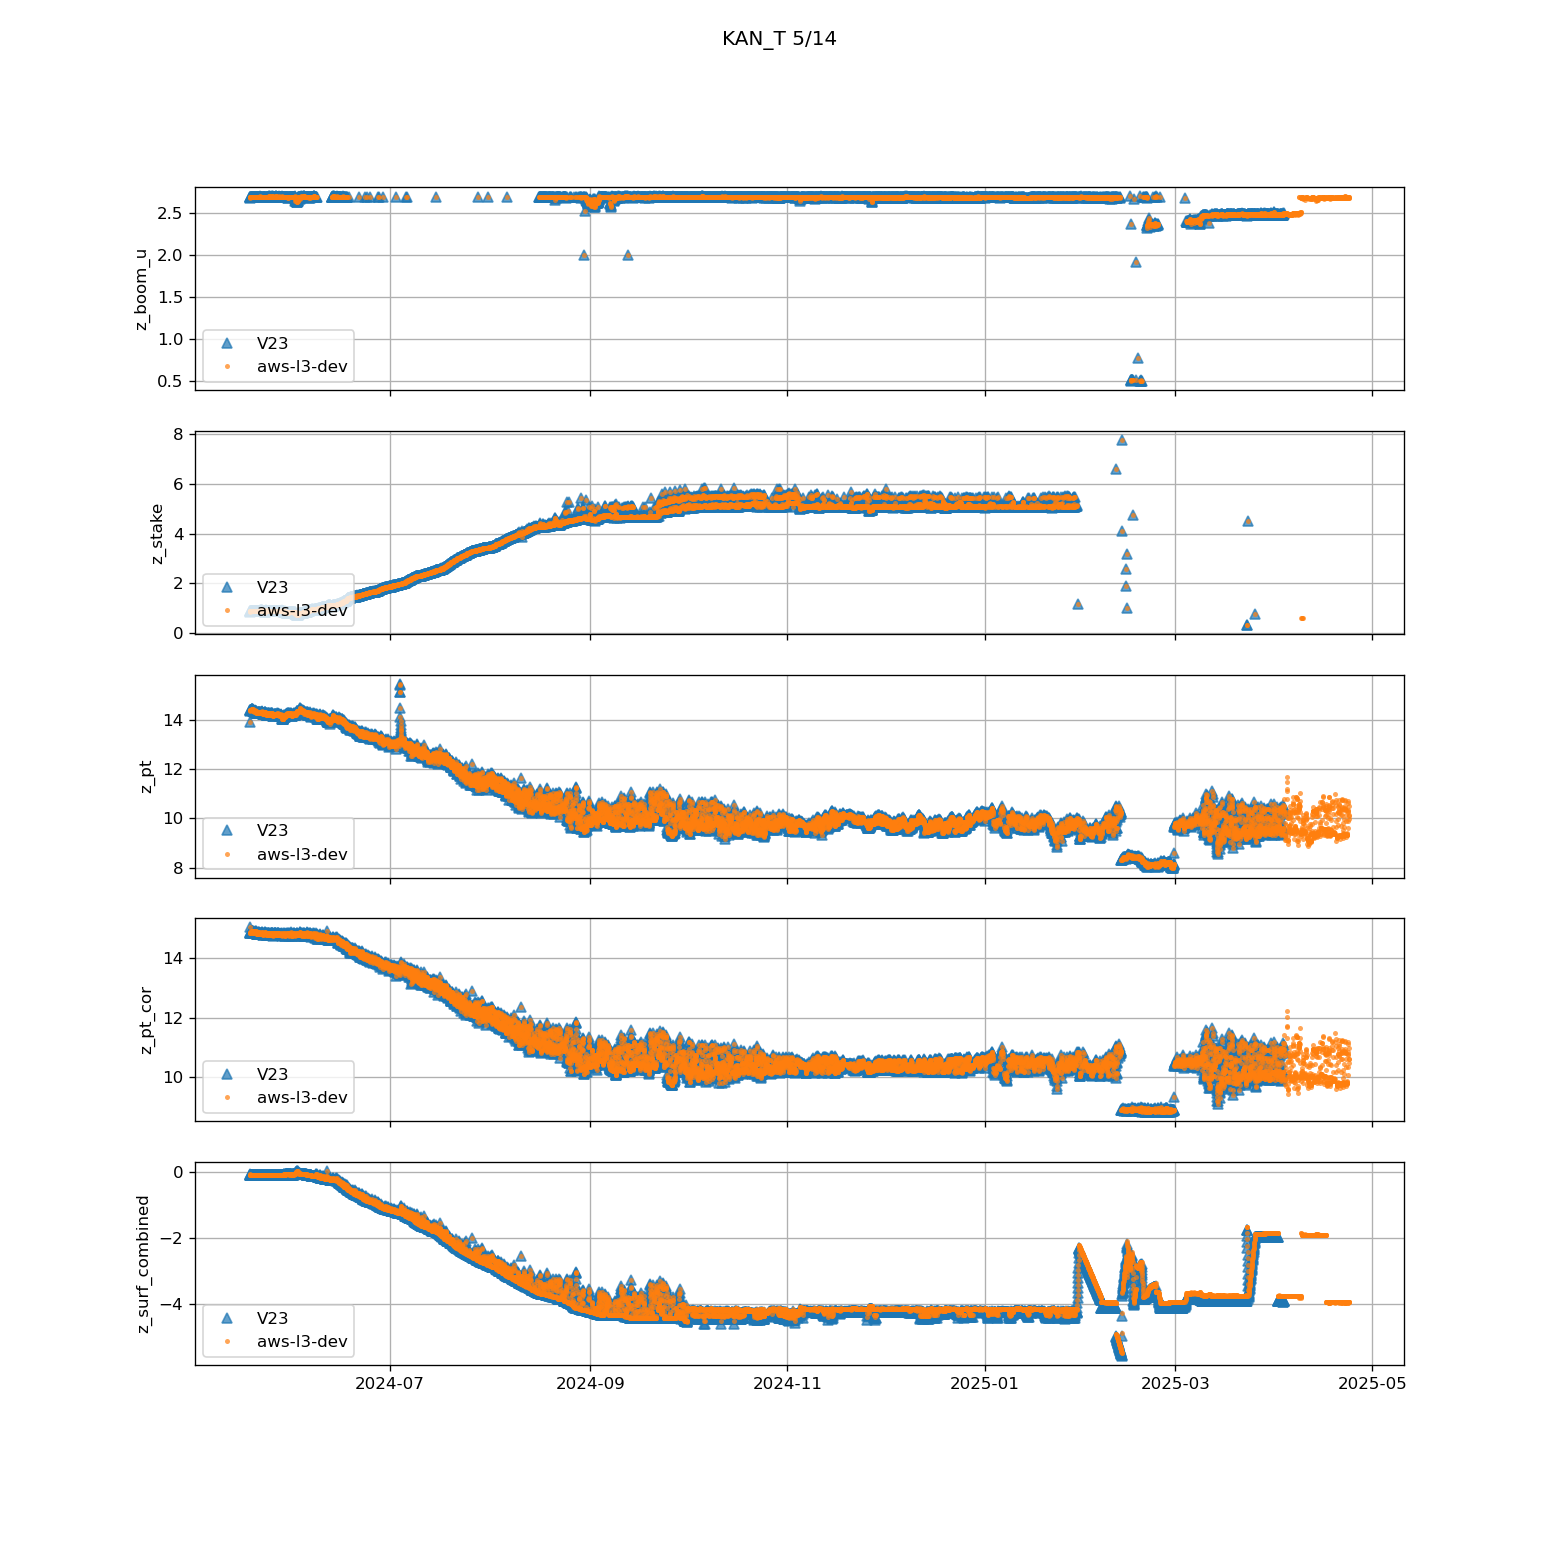 KAN_T 5/14
z_boom_u
2.5
2.0
1.5
1.0
0.5
V23
aws-l3-dev
z_stake
8
6
4
2
0
V23
aws-l3-dev
z_pt
14
12
10
8
V23
aws-l3-dev
z_pt_cor
14
12
10
V23
aws-l3-dev
z_surf_combined
0
−2
−4
V23
aws-l3-dev
2024-07
2024-09
2024-11
2025-01
2025-03
2025-05